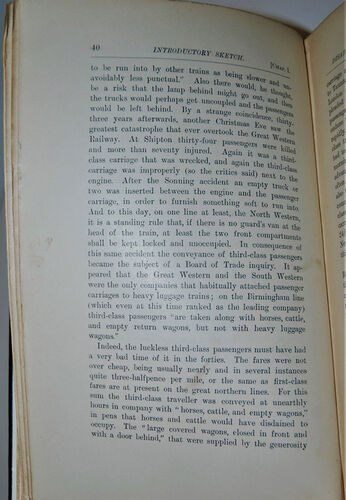 40
INTRODUCTORY SKETCH.
[CHAP. I.
to be run into by other trains as being slower and un-
avoidably less punctual." Also there would, he thought,
be a risk that the lamp behind might go out, and then
the trucks would perhaps get uncoupled and the passengers
would be left behind. By a strange coincidence, thirty-
three years afterwards, another Christmas Eve saw the
greatest catastrophe that ever overtook the Great Western
Railway. At Shipton thirty-four passengers were killed
and more than seventy injured. Again it was a third-
class carriage that was wrecked, and again the third-class
carriage was improperly (so the critics said) next to the
engine. After the Sonning accident an empty truck or
two was inserted between the engine and the passenger
carriage, in order to furnish something soft to run into.
And to this day, on one line at least, the North Western,
it is a standing rule that, if there is no guard's van at the
head of the train, at least the two front compartments
shall be kept locked and unoccupied. In consequence of
this same accident the conveyance of third-class passengers
became the subject of a Board of Trade inquiry. It ap-
peared that the Great Western and the South Western
were the only companies that habitually attached passenger
carriages to heavy luggage trains; on the Birmingham line
(which even at this time ranked as the leading company)
third-class passengers "are taken along with horses, cattle,
and empty return wagons, but not with heavy luggage
wagons."
Indeed, the luckless third-class passengers must have had
a very bad time of it in the forties. The fares were not
over cheap, being usually nearly and in several instances
quite three-halfpence per mile, or the same as first-class
fares are at present on the great northern lines. For this
sum the third-class traveller was conveyed at unearthly
hours in company with "horses, cattle, and empty wagons,"
in pens that horses and cattle would have disdained to
occupy. The "large covered wagons, closed in front and
with a door behind," that were supplied by the generosity